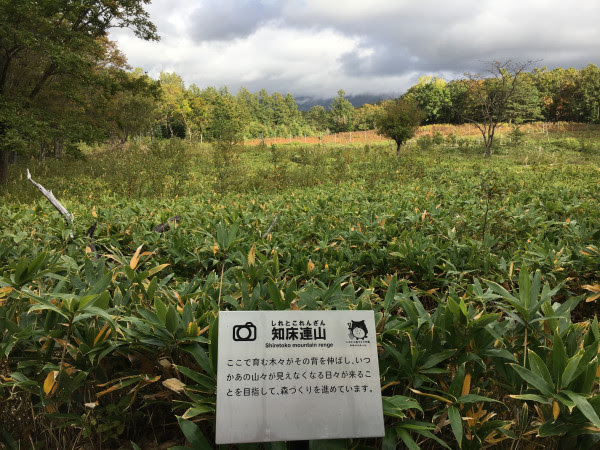 しれとこれんざん
知床連山
Shiretoko mountain renge
ここで育む木々がその背を伸ばし、いつ
かあの山々が見えなくなる日々が来るこ
とを目指して、森づくりを進めています。